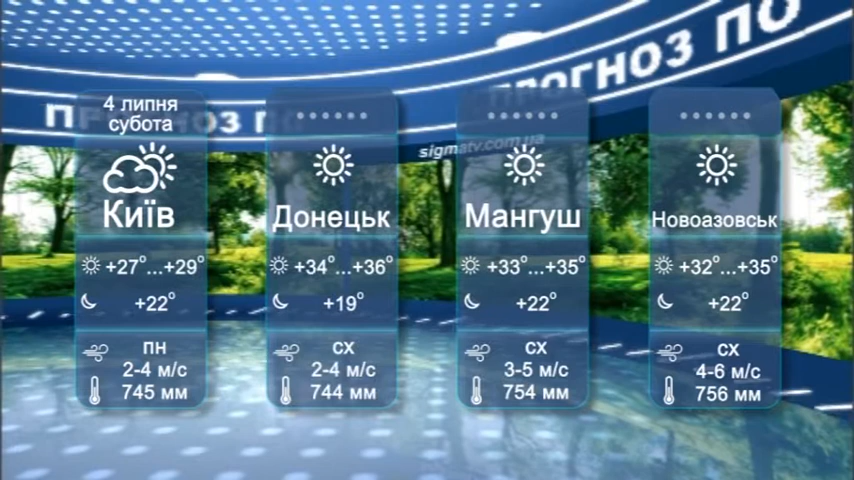 ПРОГНОЗ ПО
ПРОГНОЗ ПО
sigmatv.com.ua
4 липня
субота
Київ
+27°...+29°
+22°
ПН
2-4 м/с
745 мм
Донецьк
+34°...+36°
+19°
СХ
2-4 м/с
744 мм
Мангуш
+33°...+35°
+22°
СХ
3-5 м/с
754 мм
Новоазовськ
+32°...+35°
+22°
СХ
4-6 м/с
756 мм